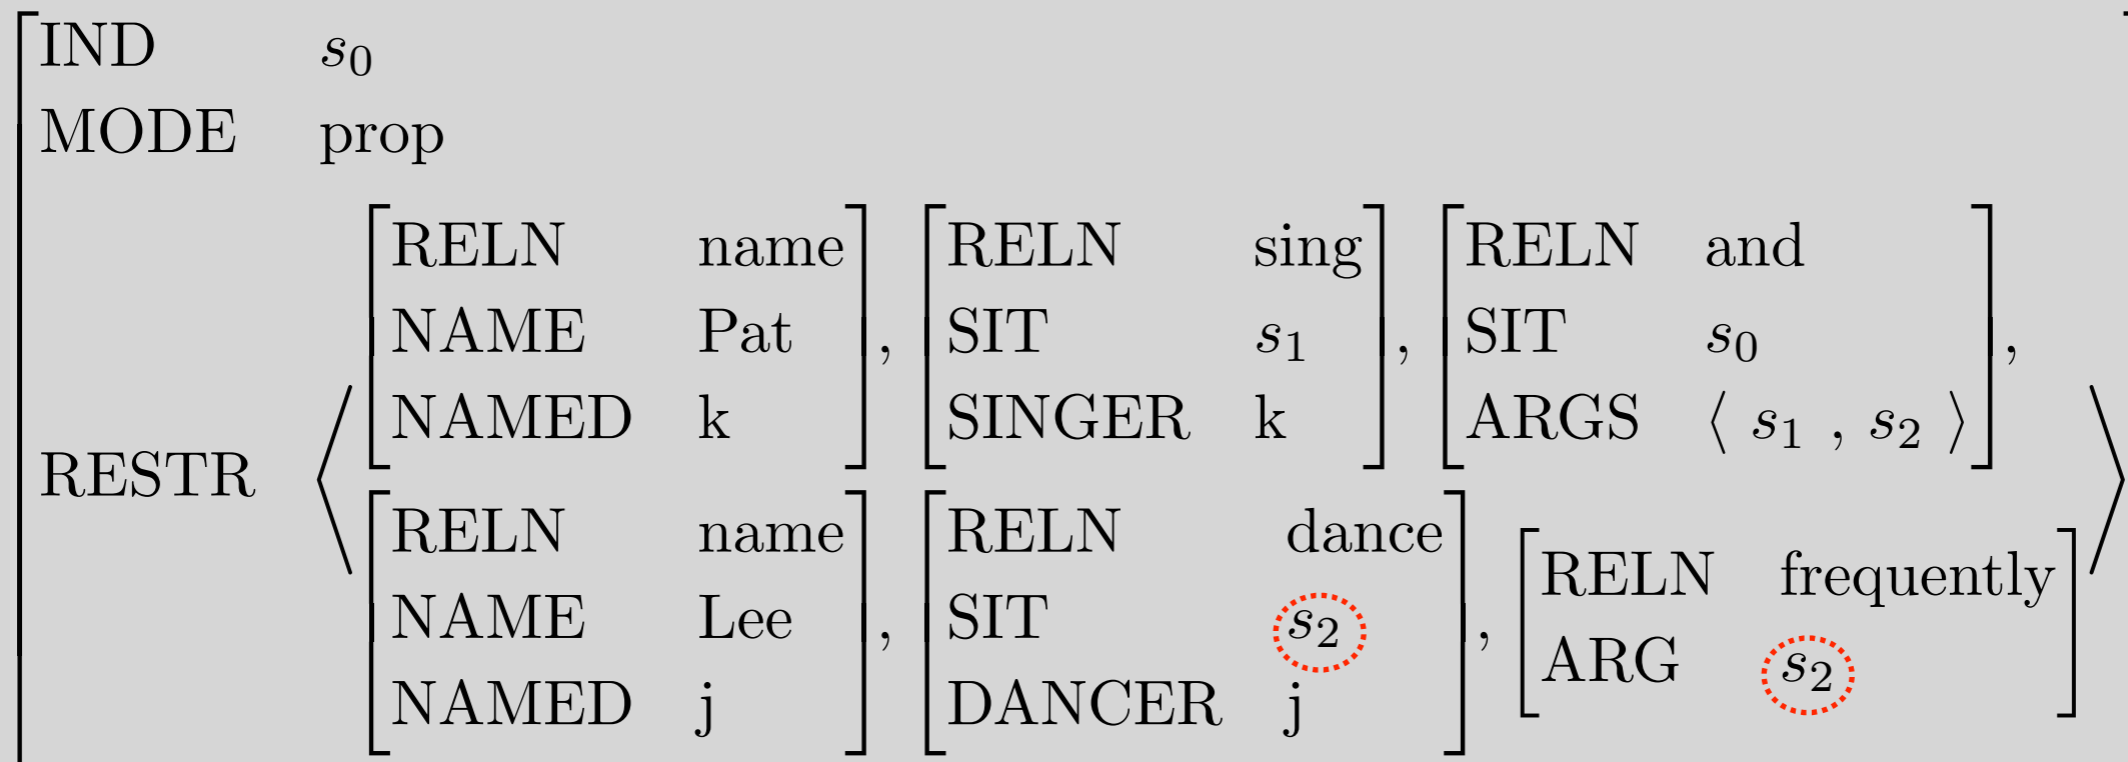 IND s₀
MODE prop
RELN name RELN sing RELN and
NAME Pat , SIT s₁ , SIT s₀ ,
NAMED k SINGER k ARGS ⟨ s₁ , s₂ ⟩
RESTR ⟨ ⟩
RELN name RELN dance RELN frequently
NAME Lee , SIT s₂ , ARG s₂
NAMED j DANCER j